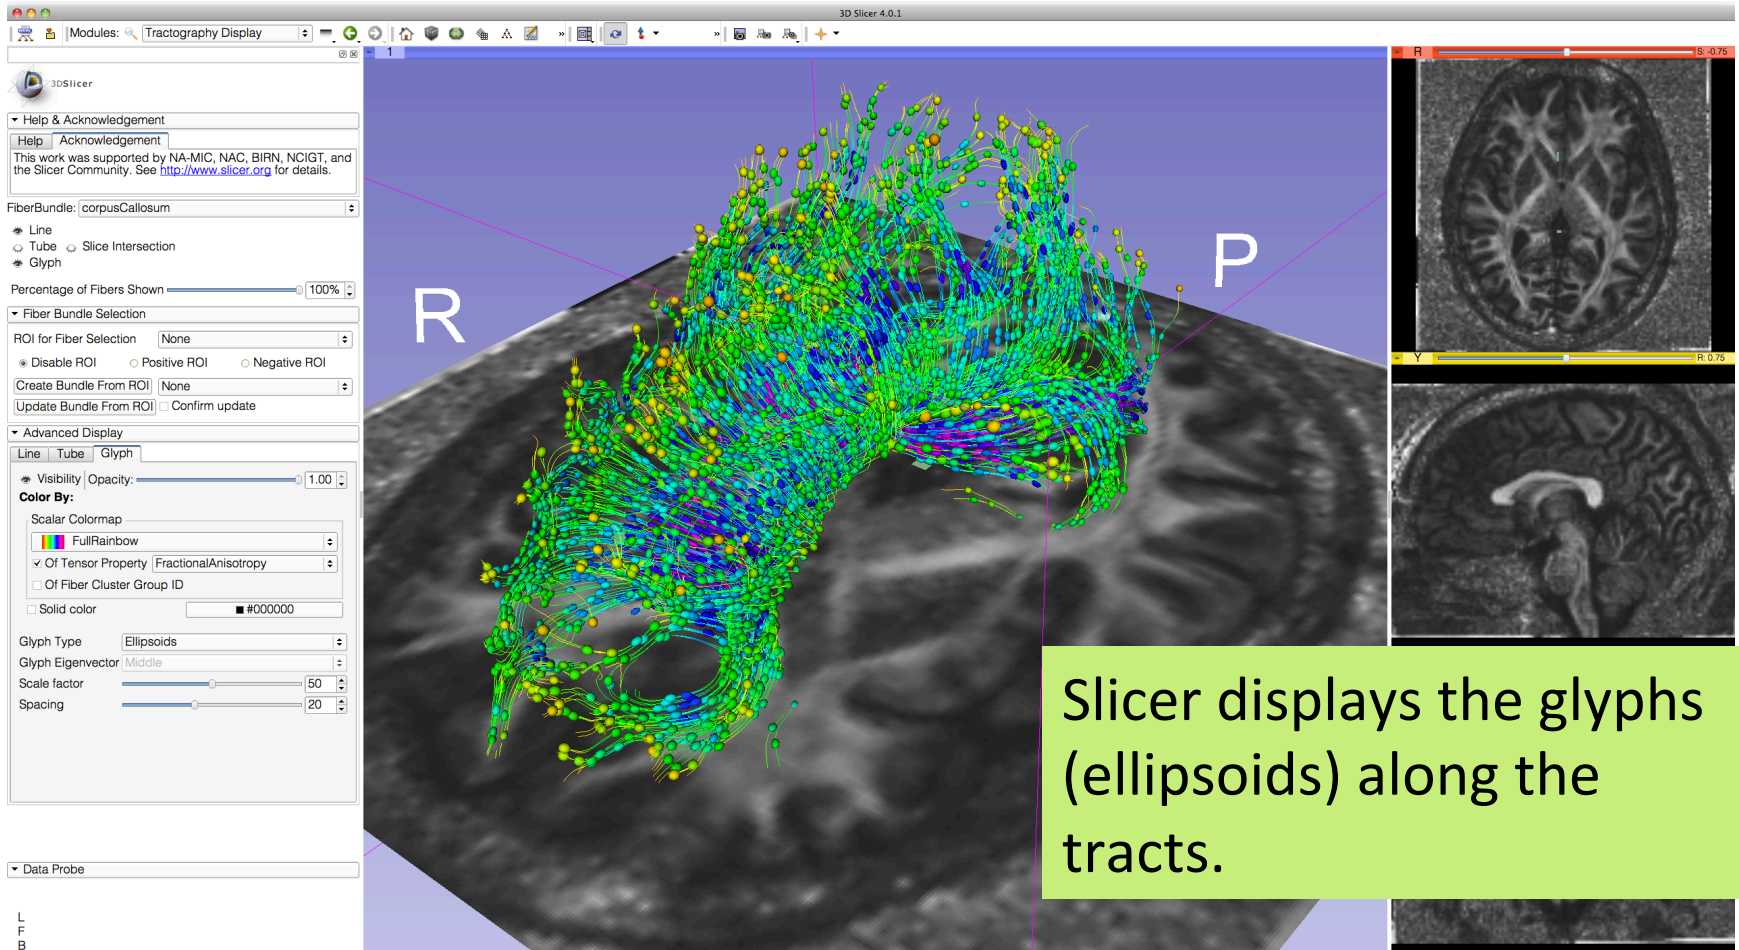 3D Slicer 4.0.1
Modules: Tractography Display
1
R S: -0.75
3DSlicer
Help & Acknowledgement
Help Acknowledgement
This work was supported by NA-MIC, NAC, BIRN, NCIGT, and
the Slicer Community. See http://www.slicer.org for details.
FiberBundle: corpusCallosum
Line
Tube Slice Intersection
Glyph
Percentage of Fibers Shown 100%
Fiber Bundle Selection
ROI for Fiber Selection None
Disable ROI Positive ROI Negative ROI
Create Bundle From ROI None
Update Bundle From ROI Confirm update
Advanced Display
Line Tube Glyph
Visibility Opacity: 1.00
Color By:
Scalar Colormap
FullRainbow
Of Tensor Property FractionalAnisotropy
Of Fiber Cluster Group ID
Solid color #000000
Glyph Type Ellipsoids
Glyph Eigenvector Middle
Scale factor 50
Spacing 20
Data Probe
L
F
B
R
P
Y R: 0.75
Slicer displays the glyphs
(ellipsoids) along the
tracts.